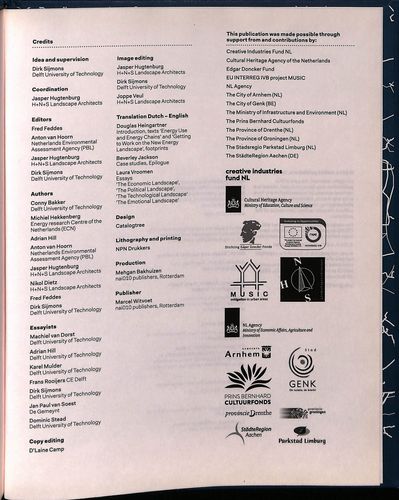 Credits
Idea and supervision
Dirk Sijmons
Delft University of Technology
Coordination
Jasper Hugtenburg
H+N+S Landscape Architects
Editors
Fred Feddes
Anton van Hoorn
Netherlands Environmental
Assessment Agency (PBL)
Jasper Hugtenburg
H+N+S Landscape Architects
Dirk Sijmons
Delft University of Technology
Authors
Conny Bakker
Delft University of Technology
Michiel Hekkenberg
Energy research Centre of the
Netherlands (ECN)
Adrian Hill
Anton van Hoorn
Netherlands Environmental
Assessment Agency (PBL)
Jasper Hugtenburg
H+N+S Landscape Architects
Nikol Dietz
H+N+S Landscape Architects
Fred Feddes
Dirk Sijmons
Delft University of Technology
Essayists
Machiel van Dorst
Delft University of Technology
Adrian Hill
Delft University of Technology
Karel Mulder
Delft University of Technology
Frans Rooijers CE Delft
Dirk Sijmons
Delft University of Technology
Jan Paul van Soest
De Gemeynt
Dominic Stead
Delft University of Technology
Copy editing
D'Laine Camp
Image editing
Jasper Hugtenburg
H+N+S Landscape Architects
Dirk Sijmons
Delft University of Technology
Joppe Veul
H+N+S Landscape Architects
Translation Dutch – English
Douglas Heingartner
Introduction, texts 'Energy Use
and Energy Chains' and 'Getting
to Work on the New Energy
Landscape', footprints
Beverley Jackson
Case studies, Epilogue
Laura Vroomen
Essays
'The Economic Landscape',
'The Political Landscape',
'The Technological Landscape'
'The Emotional Landscape'
Design
Catalogtree
Lithography and printing
NPN Drukkers
Production
Mehgan Bakhuizen
nai010 publishers, Rotterdam
Publisher
Marcel Witvoet
nai010 publishers, Rotterdam
This publication was made possible through
support from and contributions by:
Creative Industries Fund NL
Cultural Heritage Agency of the Netherlands
Edgar Doncker Fund
EU INTERREG IVB project MUSIC
NL Agency
The City of Arnhem (NL)
The City of Genk (BE)
The Ministry of Infrastructure and Environment (NL)
The Prins Bernhard Cultuurfonds
The Province of Drenthe (NL)
The Province of Groningen (NL)
The Stadsregio Parkstad Limburg (NL)
The StädteRegion Aachen (DE)
creative industries
fund NL
Cultural Heritage Agency
Ministry of Education, Culture and Science
Stichting Edgar Doncker Fonds
MUSIC
mitigation in urban areas
H
N
S
NL Agency
Ministry of Economic Affairs, Agriculture and
Innovation
Arnhem
Stad
GENK
PRINS BERNHARD
CULTUURFONDS
provincie Drenthe
groningen
StädteRegion
Aachen
Parkstad Limburg